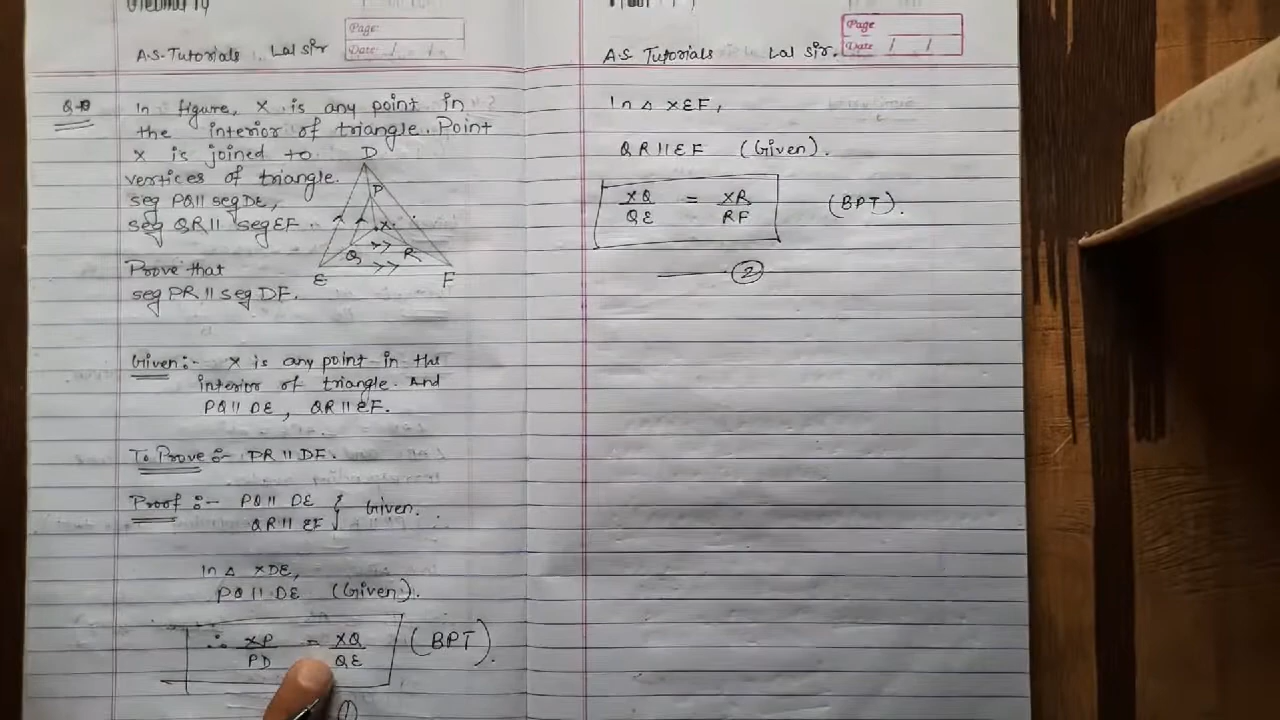 Page:
Date: / /
A.S. Tutorials Lal Sir
Q.
In figure, X is any point in
the interior of triangle. Point
X is joined to
vertices of triangle.
seg PQ || seg DE,
seg QR || seg EF.
Prove that
seg PR || seg DF.
D
P
X
Q
R
E
F
Given :- X is any point in the
interior of triangle. And
PQ || DE, QR || EF.
To Prove :- PR || DF.
Proof :- PQ || DE } Given.
QR || EF
In △ XDE,
PQ || DE (Given).
∴ XP/PD = XQ/QE (BPT).
1
Page
Date / /
A.S. Tutorials Lal Sir.
In △ XEF,
QR || EF (Given).
XQ/QE = XR/RF (BPT).
2